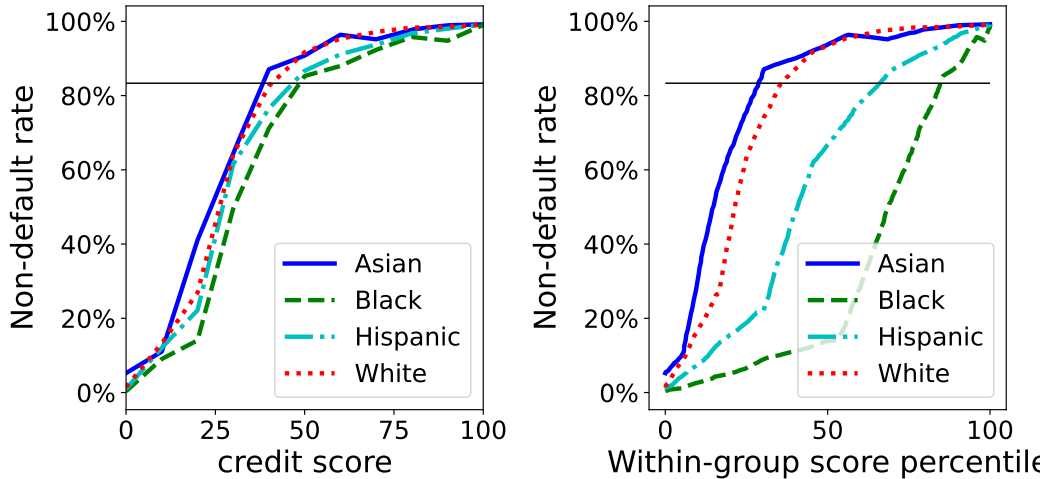 Non-default rate
100%
80%
60%
40%
20%
0%
Asian
Black
Hispanic
White
0 25 50 75 100
credit score
Non-default rate
100%
80%
60%
40%
20%
0%
Asian
Black
Hispanic
White
0 50 100
Within-group score percentile